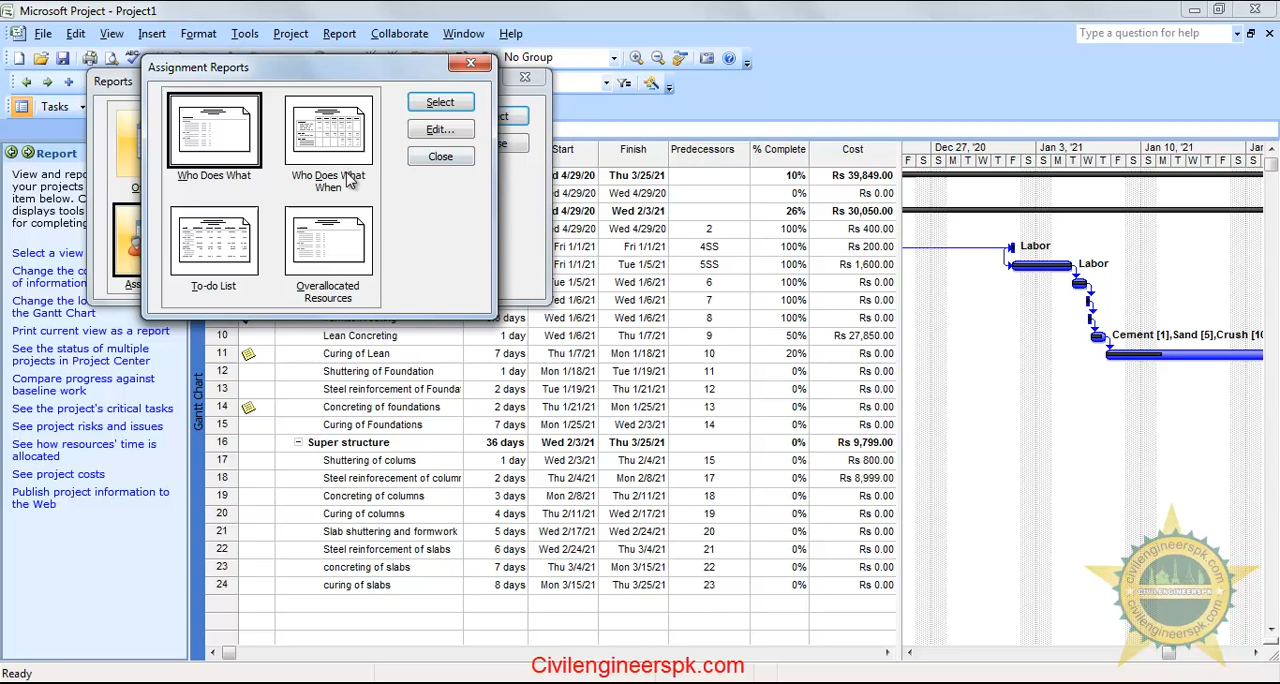 Microsoft Project - Project1
File Edit View Insert Format Tools Project Report Collaborate Window Help
Type a question for help
No Group
Tasks
Reports
Assignment Reports
Select
Edit...
Close
Who Does What
Who Does What
When
To-do List
Overallocated
Resources
Report
Select a view
Print current view as a report
See the status of multiple
projects in Project Center
Compare progress against
baseline work
See the project's critical tasks
See project risks and issues
See how resources' time is
allocated
See project costs
Publish project information to
the Web
Gantt Chart
Start Finish Predecessors % Complete Cost
4/29/20 Thu 3/25/21 10% Rs 39,849.00
4/29/20 Wed 4/29/20 0% Rs 0.00
4/29/20 Wed 2/3/21 26% Rs 30,050.00
4/29/20 Wed 4/29/20 2 100% Rs 400.00
Fri 1/1/21 Fri 1/1/21 4SS 100% Rs 200.00
Fri 1/1/21 Tue 1/5/21 5SS 100% Rs 1,600.00
Wed 1/6/21 6 100% Rs 0.00
Wed 1/6/21 7 100% Rs 0.00
Wed 1/6/21 Wed 1/6/21 8 100% Rs 0.00
10 Lean Concreting 1 day Wed 1/6/21 Thu 1/7/21 9 50% Rs 27,850.00
11 Curing of Lean 7 days Thu 1/7/21 Mon 1/18/21 10 20% Rs 0.00
12 Shuttering of Foundation 1 day Mon 1/18/21 Tue 1/19/21 11 0% Rs 0.00
13 Steel reinforcement of Founda 2 days Tue 1/19/21 Thu 1/21/21 12 0% Rs 0.00
14 Concreting of foundations 2 days Thu 1/21/21 Mon 1/25/21 13 0% Rs 0.00
15 Curing of Foundations 7 days Mon 1/25/21 Wed 2/3/21 14 0% Rs 0.00
16 Super structure 36 days Wed 2/3/21 Thu 3/25/21 0% Rs 9,799.00
17 Shuttering of colums 1 day Wed 2/3/21 Thu 2/4/21 15 0% Rs 800.00
18 Steel reinforecement of colum 2 days Thu 2/4/21 Mon 2/8/21 17 0% Rs 8,999.00
19 Concreting of columns 3 days Mon 2/8/21 Thu 2/11/21 18 0% Rs 0.00
20 Curing of columns 4 days Thu 2/11/21 Wed 2/17/21 19 0% Rs 0.00
21 Slab shuttering and formwork 5 days Wed 2/17/21 Wed 2/24/21 20 0% Rs 0.00
22 Steel reinforcement of slabs 6 days Wed 2/24/21 Thu 3/4/21 21 0% Rs 0.00
23 concreting of slabs 7 days Thu 3/4/21 Mon 3/15/21 22 0% Rs 0.00
24 curing of slabs 8 days Mon 3/15/21 Thu 3/25/21 23 0% Rs 0.00
Dec 27, '20 Jan 3, '21 Jan 10, '21
F S S M T W T F S S M T W T F S S M T W T F S
Labor
Labor
Cement [1],Sand [5],Crush [10
civilengineerspk
CIVILENGINEERSPK
Civilengineerspk.com
Ready